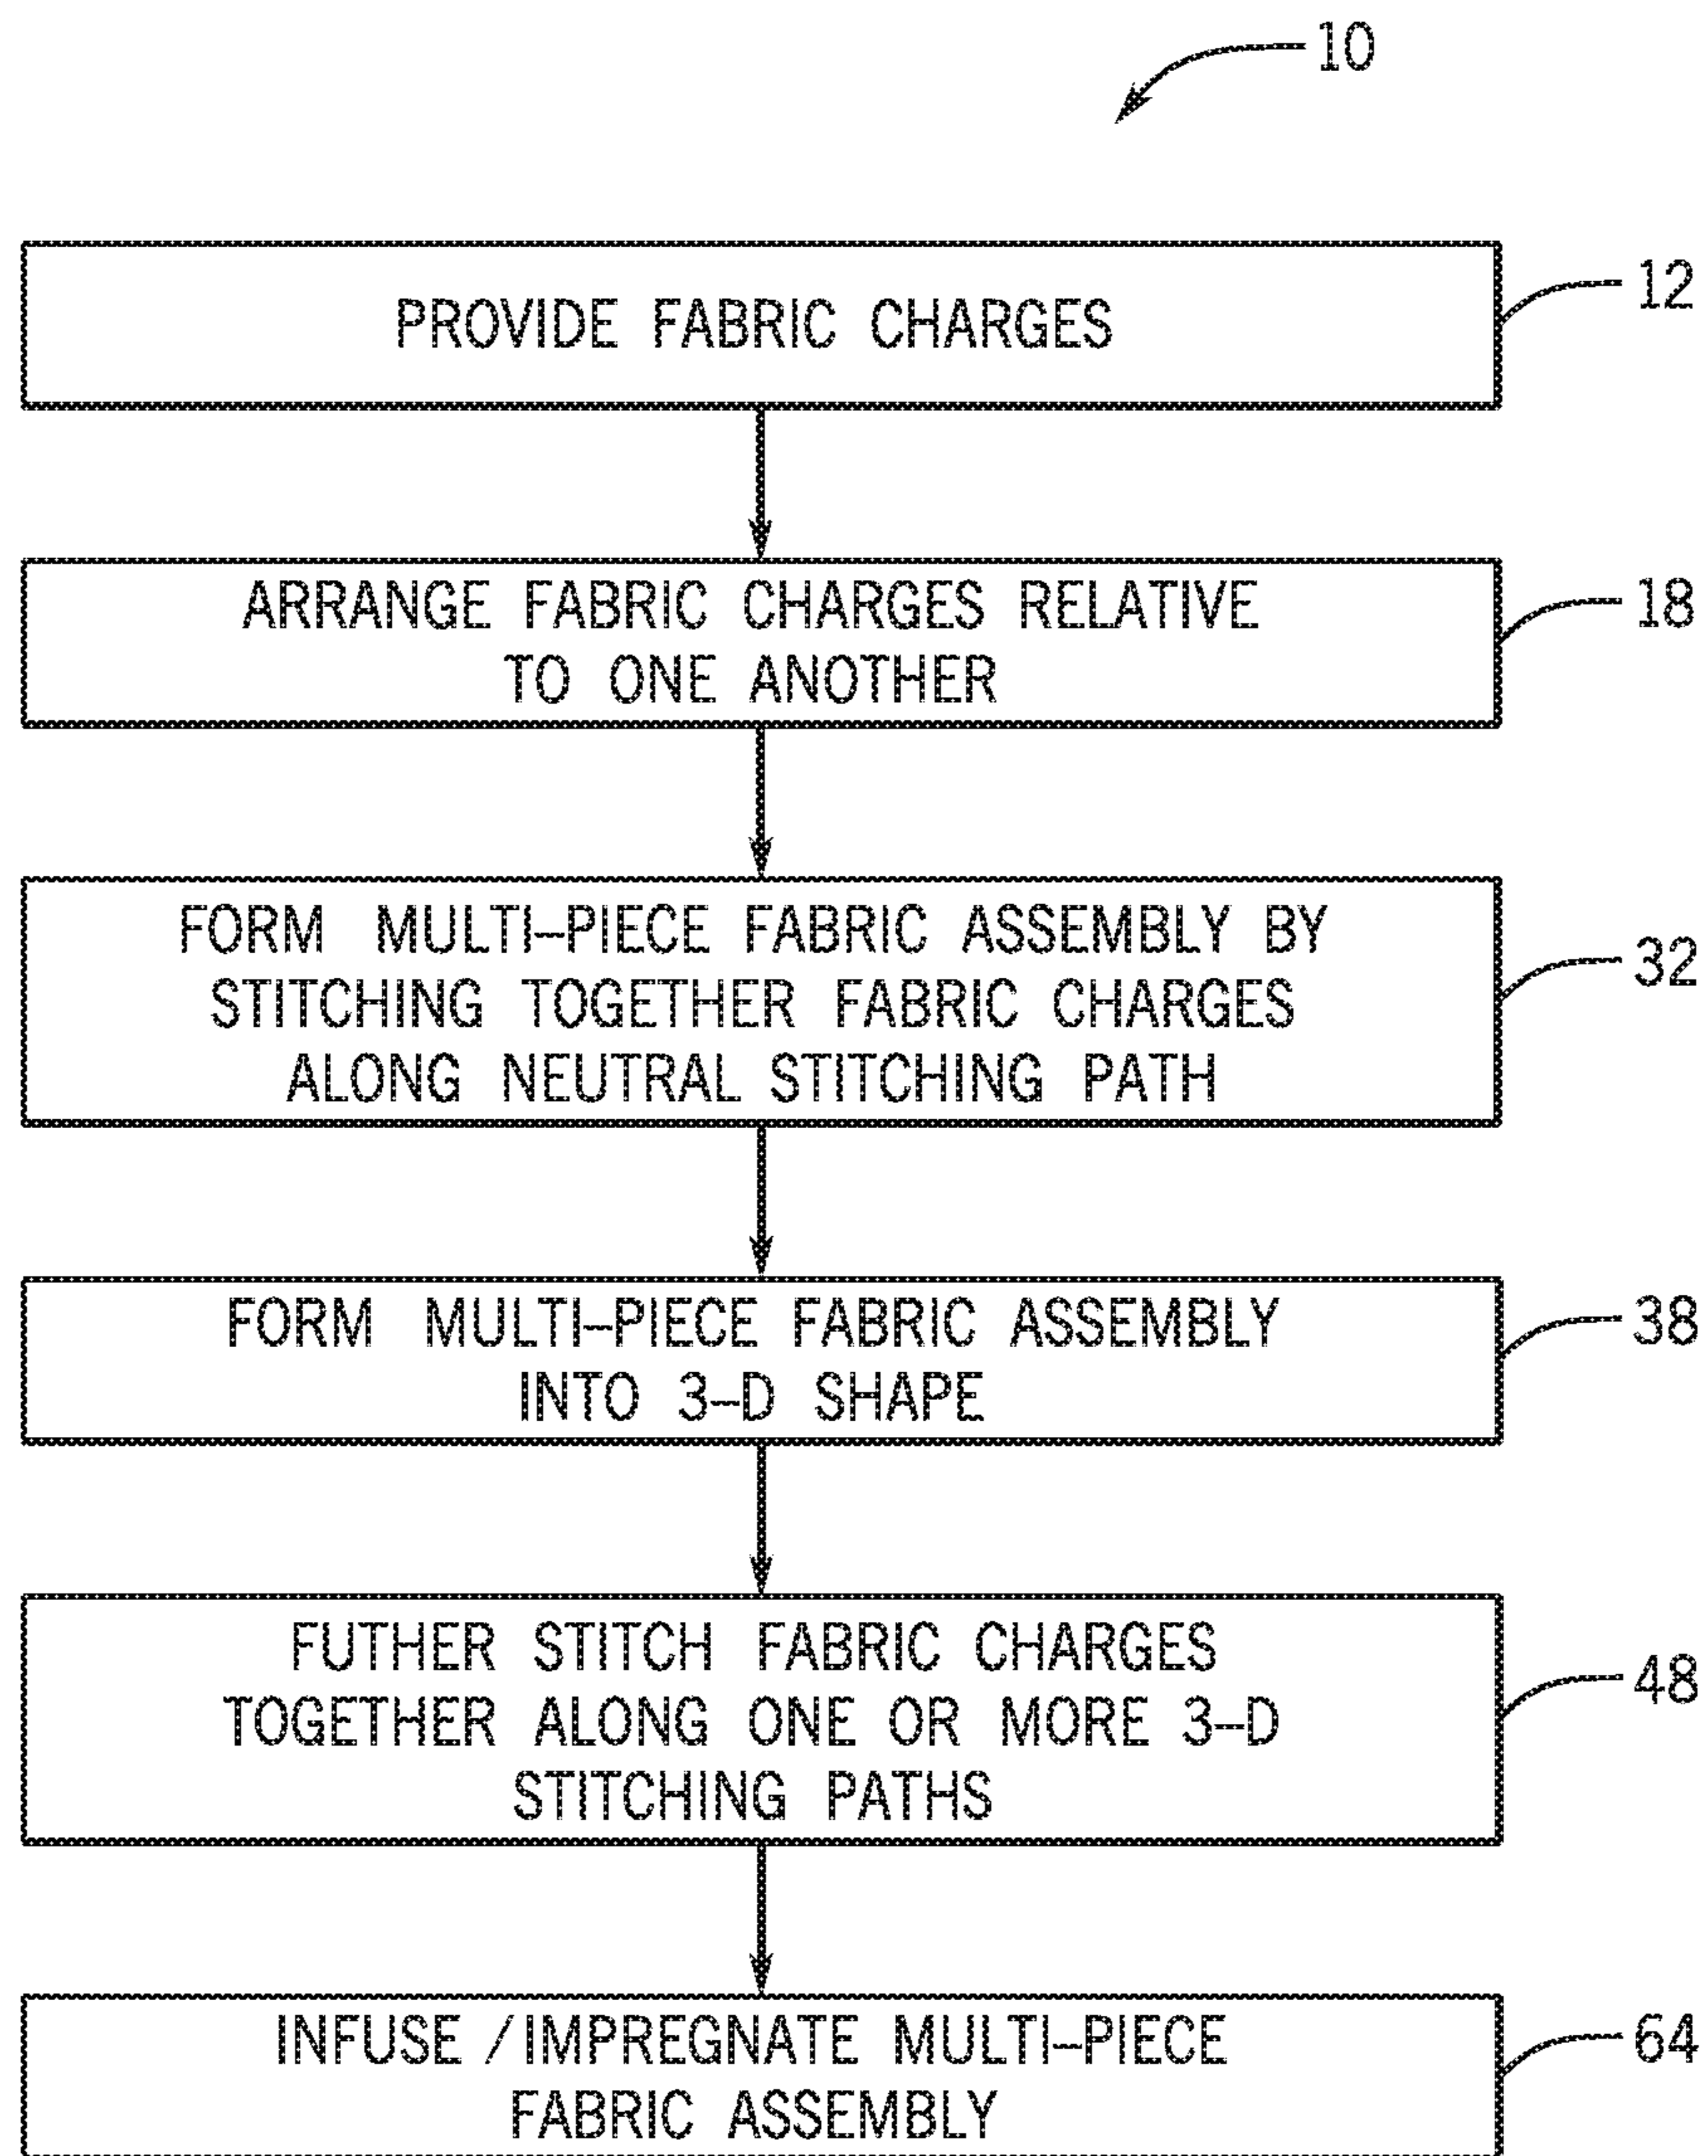 10
PROVIDE FABRIC CHARGES
12
ARRANGE FABRIC CHARGES RELATIVE
TO ONE ANOTHER
18
FORM MULTI-PIECE FABRIC ASSEMBLY BY
STITCHING TOGETHER FABRIC CHARGES
ALONG NEUTRAL STITCHING PATH
32
FORM MULTI-PIECE FABRIC ASSEMBLY
INTO 3-D SHAPE
38
FUTHER STITCH FABRIC CHARGES
TOGETHER ALONG ONE OR MORE 3-D
STITCHING PATHS
48
INFUSE /IMPREGNATE MULTI-PIECE
FABRIC ASSEMBLY
64